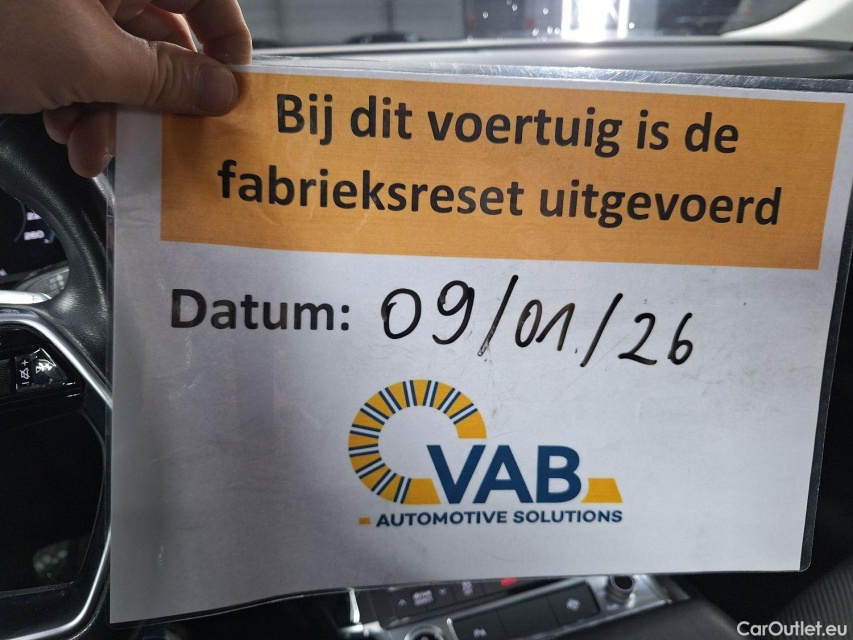 Bij dit voertuig is de
fabrieksreset uitgevoerd
Datum: 09/01/26
VAB
AUTOMOTIVE SOLUTIONS
CarOutlet.eu